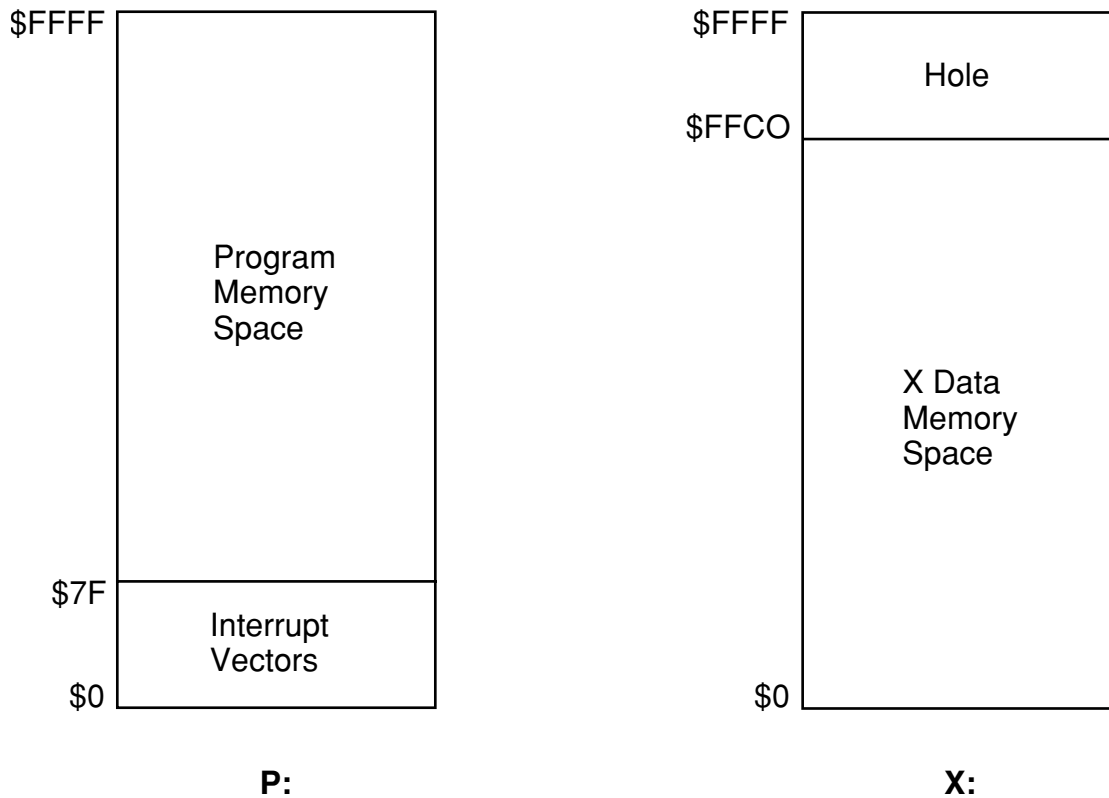 $FFFF
Program
Memory
Space
$7F
Interrupt
Vectors
$0
P:
$FFFF
Hole
$FFCO
X Data
Memory
Space
$0
X: